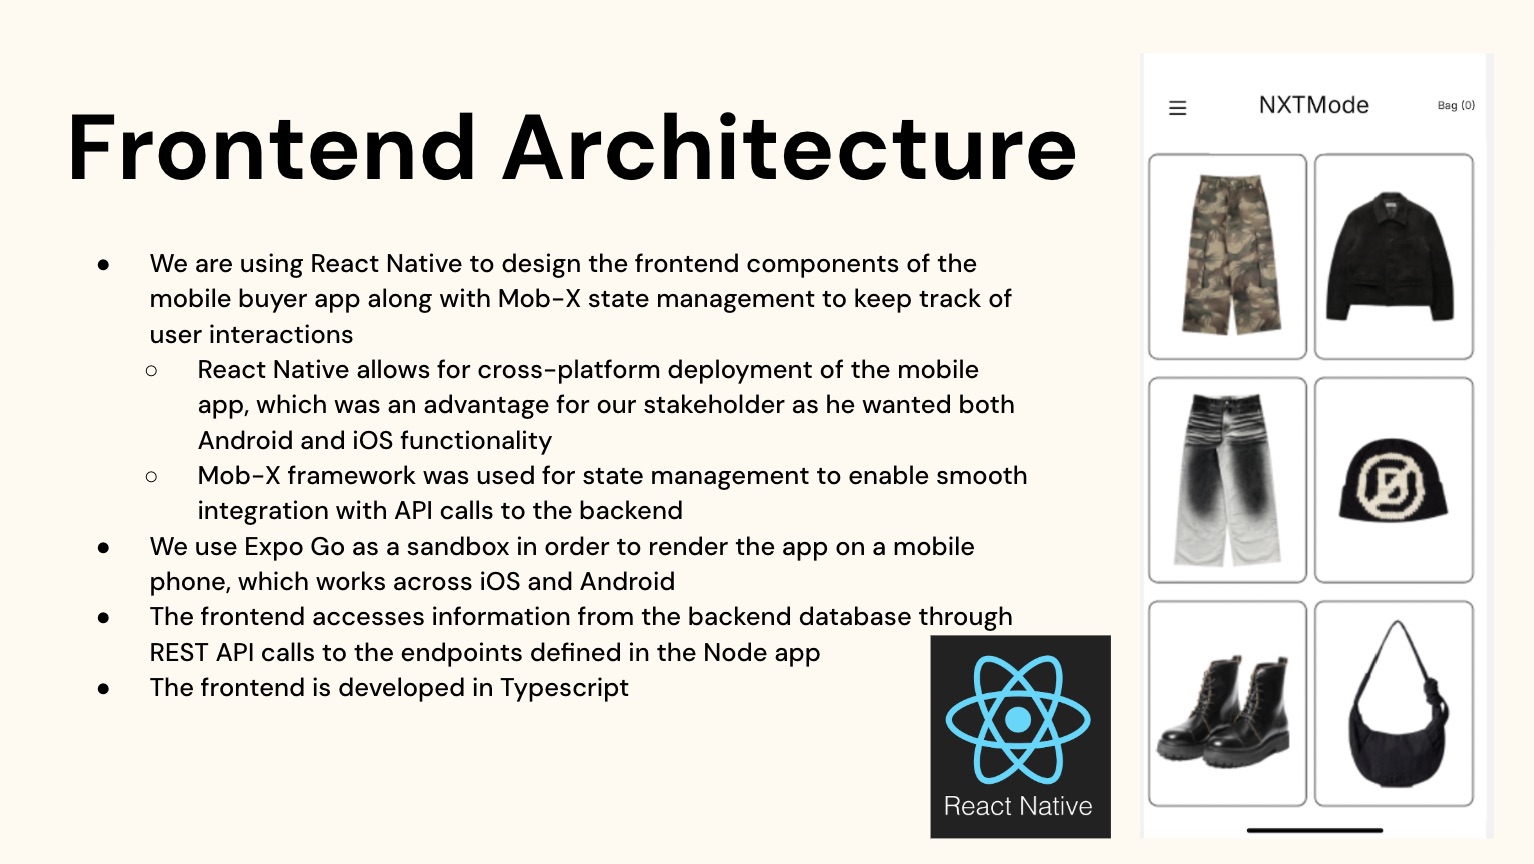 Frontend Architecture
● We are using React Native to design the frontend components of the
mobile buyer app along with Mob-X state management to keep track of
user interactions
○ React Native allows for cross-platform deployment of the mobile
app, which was an advantage for our stakeholder as he wanted both
Android and iOS functionality
○ Mob-X framework was used for state management to enable smooth
integration with API calls to the backend
● We use Expo Go as a sandbox in order to render the app on a mobile
phone, which works across iOS and Android
● The frontend accesses information from the backend database through
REST API calls to the endpoints defined in the Node app
● The frontend is developed in Typescript
React Native
NXTMode
Bag (0)